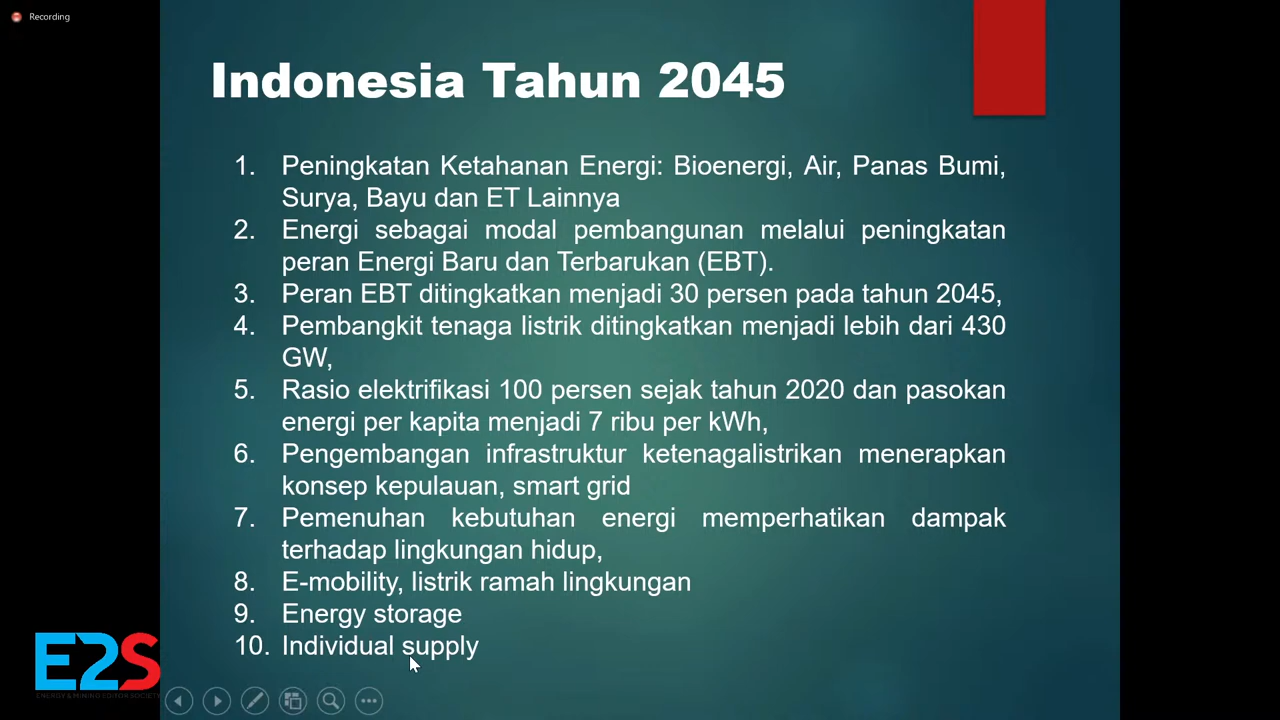 Recording
Indonesia Tahun 2045
1. Peningkatan Ketahanan Energi: Bioenergi, Air, Panas Bumi,
Surya, Bayu dan ET Lainnya
2. Energi sebagai modal pembangunan melalui peningkatan
peran Energi Baru dan Terbarukan (EBT).
3. Peran EBT ditingkatkan menjadi 30 persen pada tahun 2045,
4. Pembangkit tenaga listrik ditingkatkan menjadi lebih dari 430
GW,
5. Rasio elektrifikasi 100 persen sejak tahun 2020 dan pasokan
energi per kapita menjadi 7 ribu per kWh,
6. Pengembangan infrastruktur ketenagalistrikan menerapkan
konsep kepulauan, smart grid
7. Pemenuhan kebutuhan energi memperhatikan dampak
terhadap lingkungan hidup,
8. E-mobility, listrik ramah lingkungan
9. Energy storage
10. Individual supply
E2S
ENERGY & MINING EDITOR SOCIETY